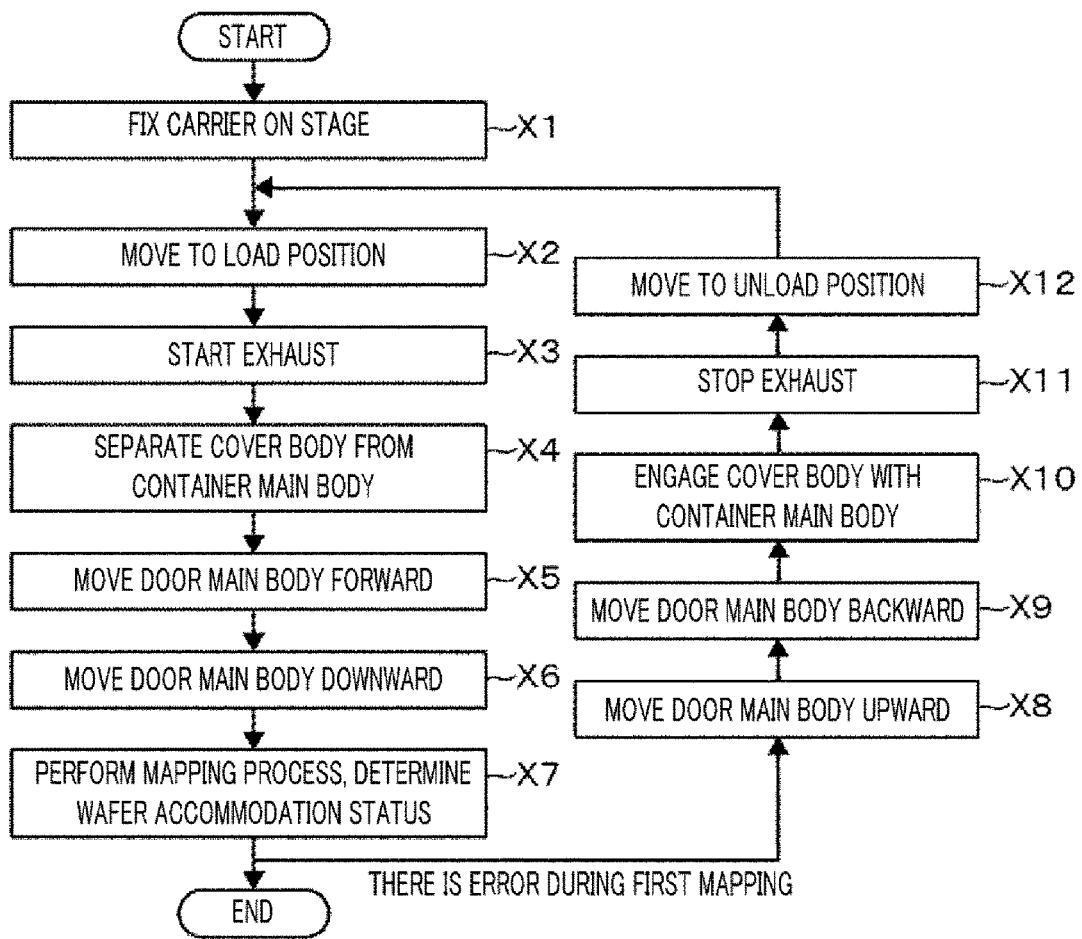 START
FIX CARRIER ON STAGE
X1
MOVE TO LOAD POSITION
X2
START EXHAUST
X3
SEPARATE COVER BODY FROM
CONTAINER MAIN BODY
X4
MOVE DOOR MAIN BODY FORWARD
X5
MOVE DOOR MAIN BODY DOWNWARD
X6
PERFORM MAPPING PROCESS, DETERMINE
WAFER ACCOMMODATION STATUS
X7
END
THERE IS ERROR DURING FIRST MAPPING
MOVE DOOR MAIN BODY UPWARD
X8
MOVE DOOR MAIN BODY BACKWARD
X9
ENGAGE COVER BODY WITH
CONTAINER MAIN BODY
X10
STOP EXHAUST
X11
MOVE TO UNLOAD POSITION
X12